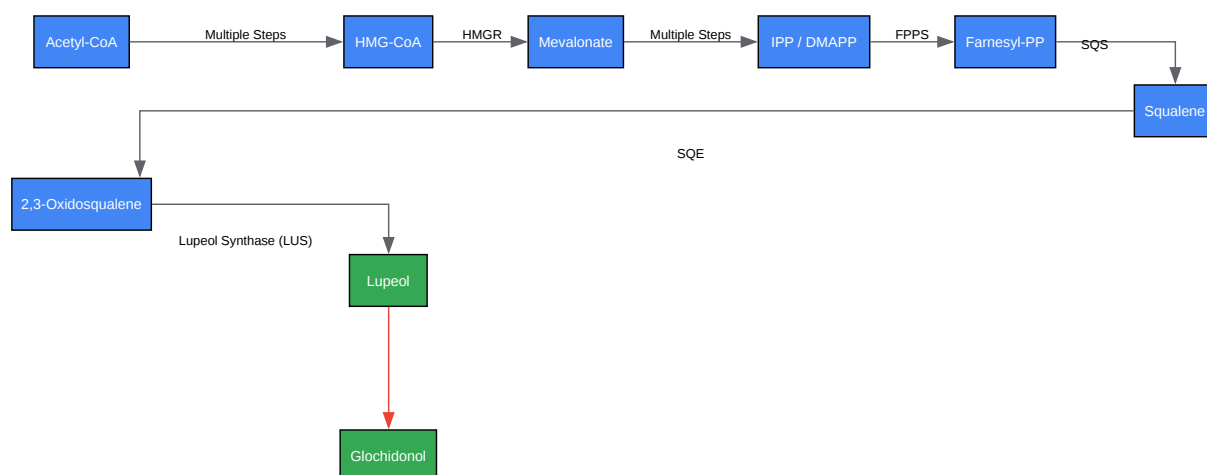 Acetyl-CoA
Multiple Steps
HMG-CoA
HMGR
Mevalonate
Multiple Steps
IPP / DMAPP
FPPS
Farnesyl-PP
SQS
Squalene
SQE
2,3-Oxidosqualene
Lupeol Synthase (LUS)
Lupeol
Glochidonol